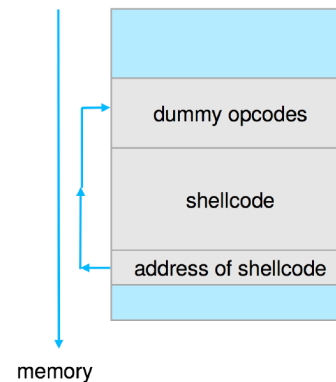 dummy opcodes
shellcode
address of shellcode
memory